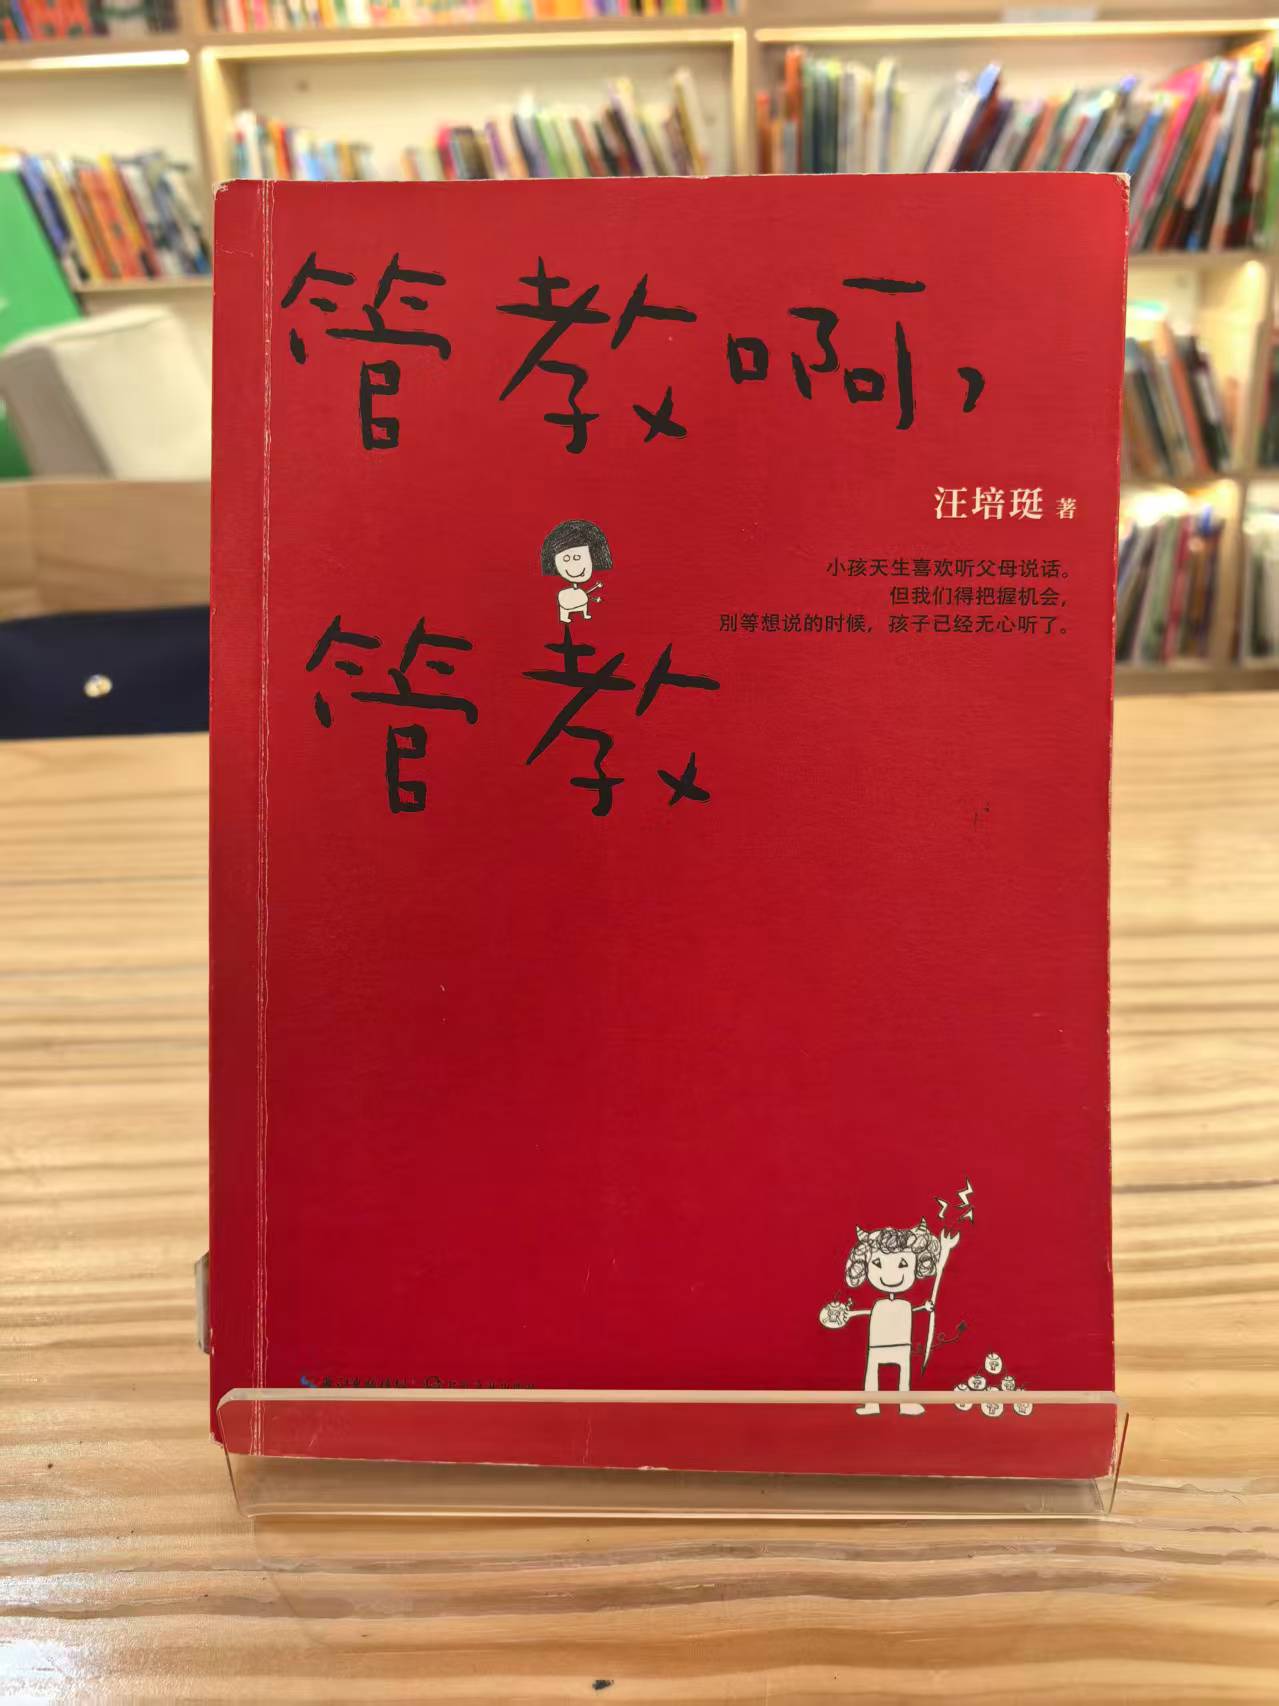 管教啊，
汪培珽 著
小孩天生喜欢听父母说话。
但我们得把握机会，
别等想说的时候，孩子已经无心听了。
管教